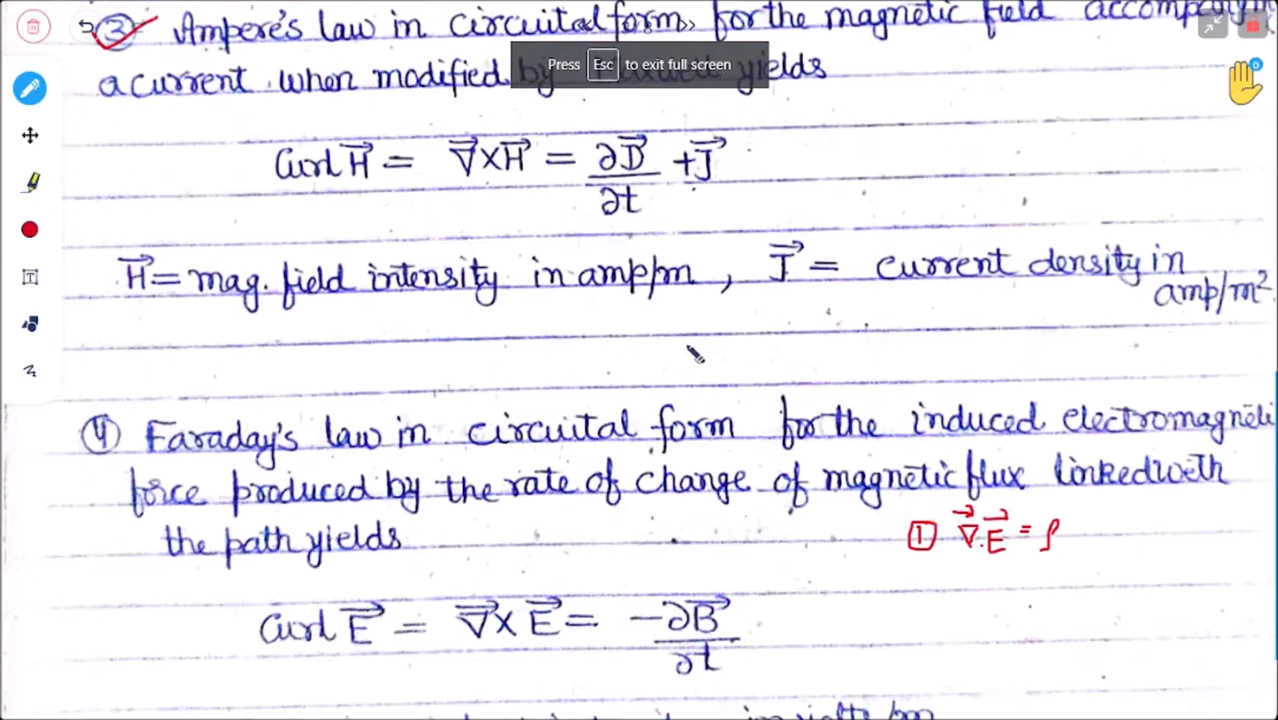 ③ Ampere's law in circuital form, for the magnetic field
a current when modified by yields
Press Esc to exit full screen
Curl H⃗ = ∇⃗×H⃗ = ∂D⃗/∂t + J⃗
H⃗ = mag. field intensity in amp/m, J⃗ = current density in
amp/m²
④ Faraday's law in circuital form for the induced electromagneti
force produced by the rate of change of magnetic flux linked with
the path yields
① ∇⃗.E⃗ = ρ
Curl E⃗ = ∇⃗×E⃗ = -∂B⃗/∂t